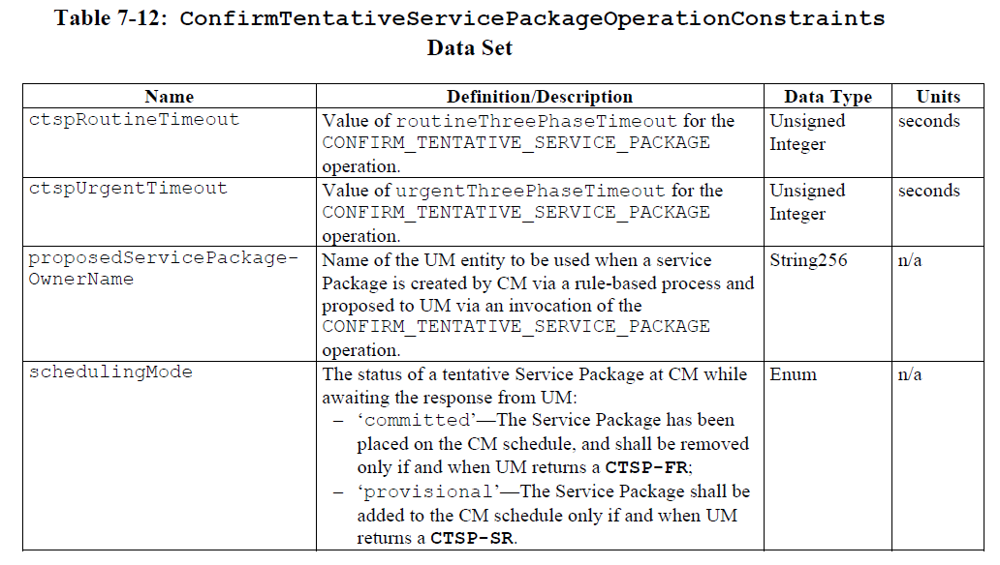 Table 7-12: ConfirmTentativeServicePackageOperationConstraints
Data Set
Name Definition/Description Data Type Units
ctspRoutineTimeout
Value of routineThreePhaseTimeout for the
CONFIRM_TENTATIVE_SERVICE_PACKAGE
operation.
Unsigned
Integer
seconds
ctspUrgentTimeout
Value of urgentThreePhaseTimeout for the
CONFIRM_TENTATIVE_SERVICE_PACKAGE
operation.
Unsigned
Integer
seconds
proposedServicePackage-
OwnerName
Name of the UM entity to be used when a service
Package is created by CM via a rule-based process and
proposed to UM via an invocation of the
CONFIRM_TENTATIVE_SERVICE_PACKAGE
operation.
String256
n/a
schedulingMode
The status of a tentative Service Package at CM while
awaiting the response from UM:
– ‘committed’—The Service Package has been
placed on the CM schedule, and shall be removed
only if and when UM returns a CTSP-FR;
– ‘provisional’—The Service Package shall be
added to the CM schedule only if and when UM
returns a CTSP-SR.
Enum
n/a